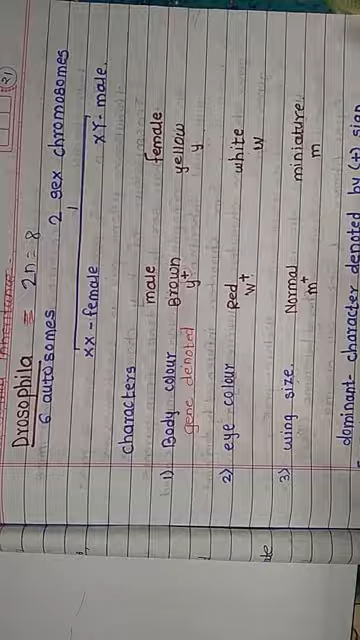 Inheritance
Drosophila = 2n = 8
6 autosomes 2 sex chromosomes
xx - female xy - male.
characters male female
1) Body colour Brown yellow
gene denoted y+ y
2) eye colour Red white
w+ w
3) wing size. Normal miniature
m+ m
dominant character denoted by (+) sign